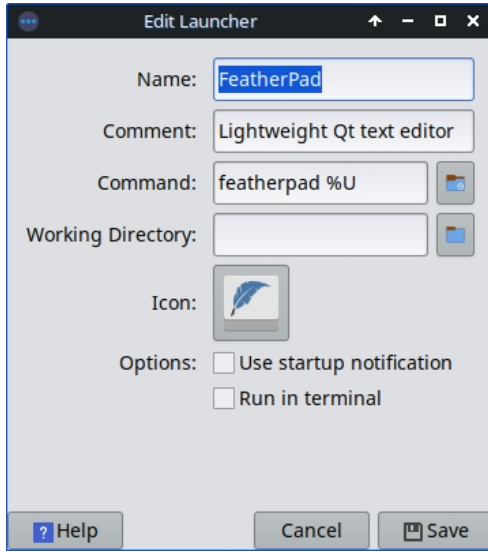 Edit Launcher
Name: FeatherPad
Comment: Lightweight Qt text editor
Command: featherpad %U
Working Directory:
Icon:
Options: Use startup notification
Run in terminal
? Help Cancel Save